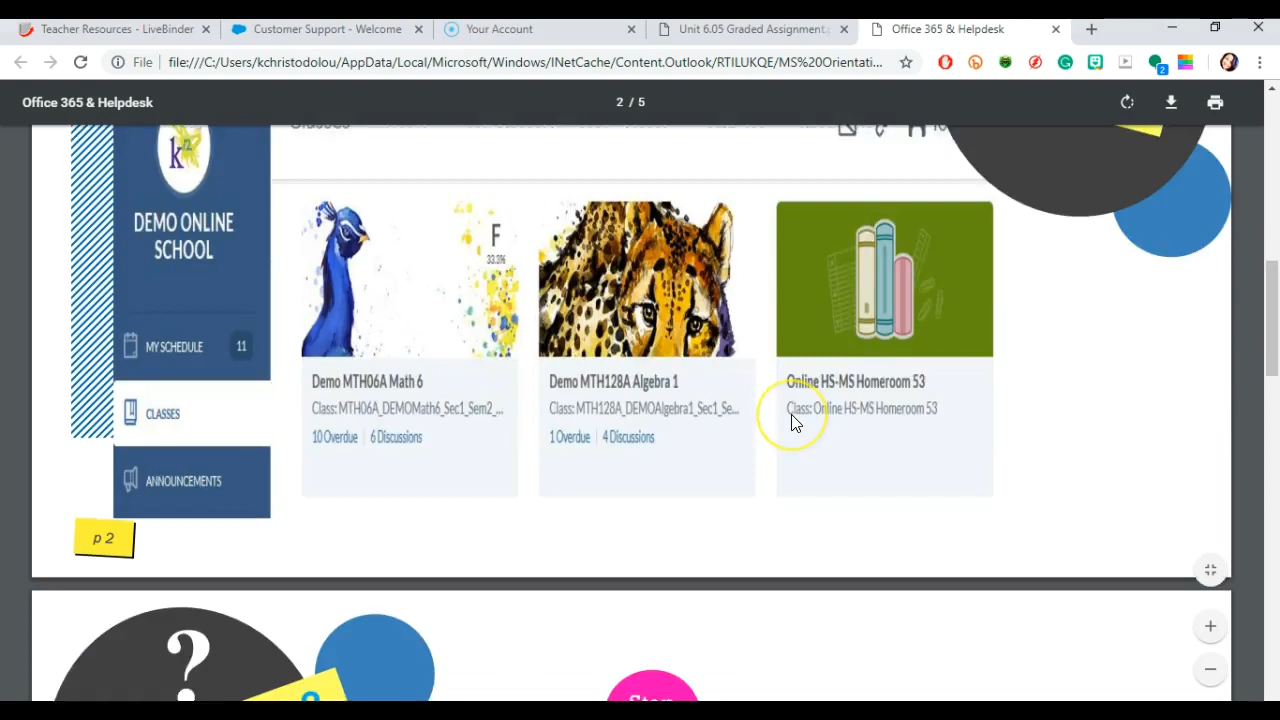 Teacher Resources - LiveBinder
Customer Support - Welcome
Your Account
Unit 6.05 Graded Assignment.p
Office 365 & Helpdesk
File
file:///C:/Users/kchristodolou/AppData/Local/Microsoft/Windows/INetCache/Content.Outlook/RTILUKQE/MS%20Orientati...
2
Office 365 & Helpdesk
2 / 5
Classes
k12
DEMO ONLINE
SCHOOL
MY SCHEDULE 11
CLASSES
ANNOUNCEMENTS
F
33.3%
Demo MTH06A Math 6
Class: MTH06A_DEMOMath6_Sec1_Sem2_...
10 Overdue | 6 Discussions
Demo MTH128A Algebra 1
Class: MTH128A_DEMOAlgebra1_Sec1_Se...
1 Overdue | 4 Discussions
Online HS-MS Homeroom 53
Class: Online HS-MS Homeroom 53
p 2
?